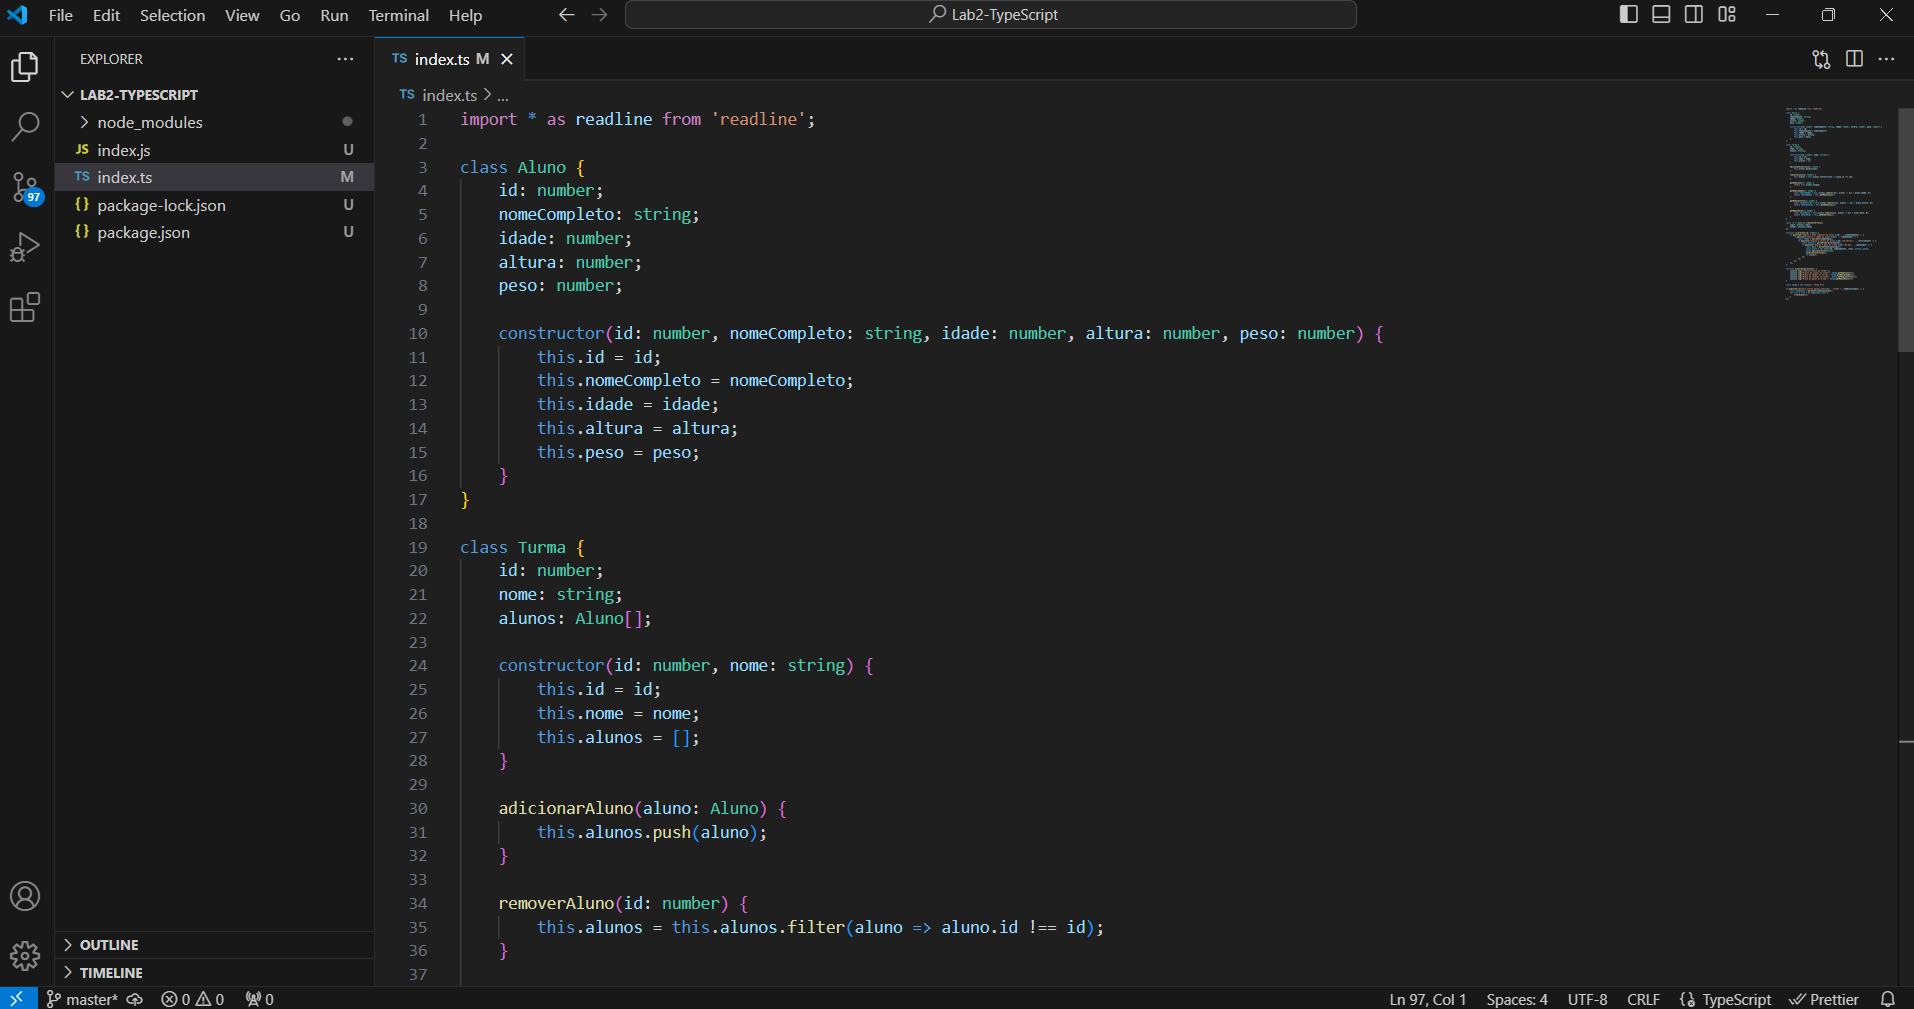 File Edit Selection View Go Run Terminal Help
Lab2-TypeScript
EXPLORER
LAB2-TYPESCRIPT
node_modules
JS index.js U
TS index.ts M
{} package-lock.json U
{} package.json U
97
OUTLINE
TIMELINE
TS index.ts M
TS index.ts > ...
1 import * as readline from 'readline';
2
3 class Aluno {
4 id: number;
5 nomeCompleto: string;
6 idade: number;
7 altura: number;
8 peso: number;
9
10 constructor(id: number, nomeCompleto: string, idade: number, altura: number, peso: number) {
11 this.id = id;
12 this.nomeCompleto = nomeCompleto;
13 this.idade = idade;
14 this.altura = altura;
15 this.peso = peso;
16 }
17 }
18
19 class Turma {
20 id: number;
21 nome: string;
22 alunos: Aluno[];
23
24 constructor(id: number, nome: string) {
25 this.id = id;
26 this.nome = nome;
27 this.alunos = [];
28 }
29
30 adicionarAluno(aluno: Aluno) {
31 this.alunos.push(aluno);
32 }
33
34 removerAluno(id: number) {
35 this.alunos = this.alunos.filter(aluno => aluno.id !== id);
36 }
37
master* 0 0 0 Ln 97, Col 1 Spaces: 4 UTF-8 CRLF {} TypeScript Prettier